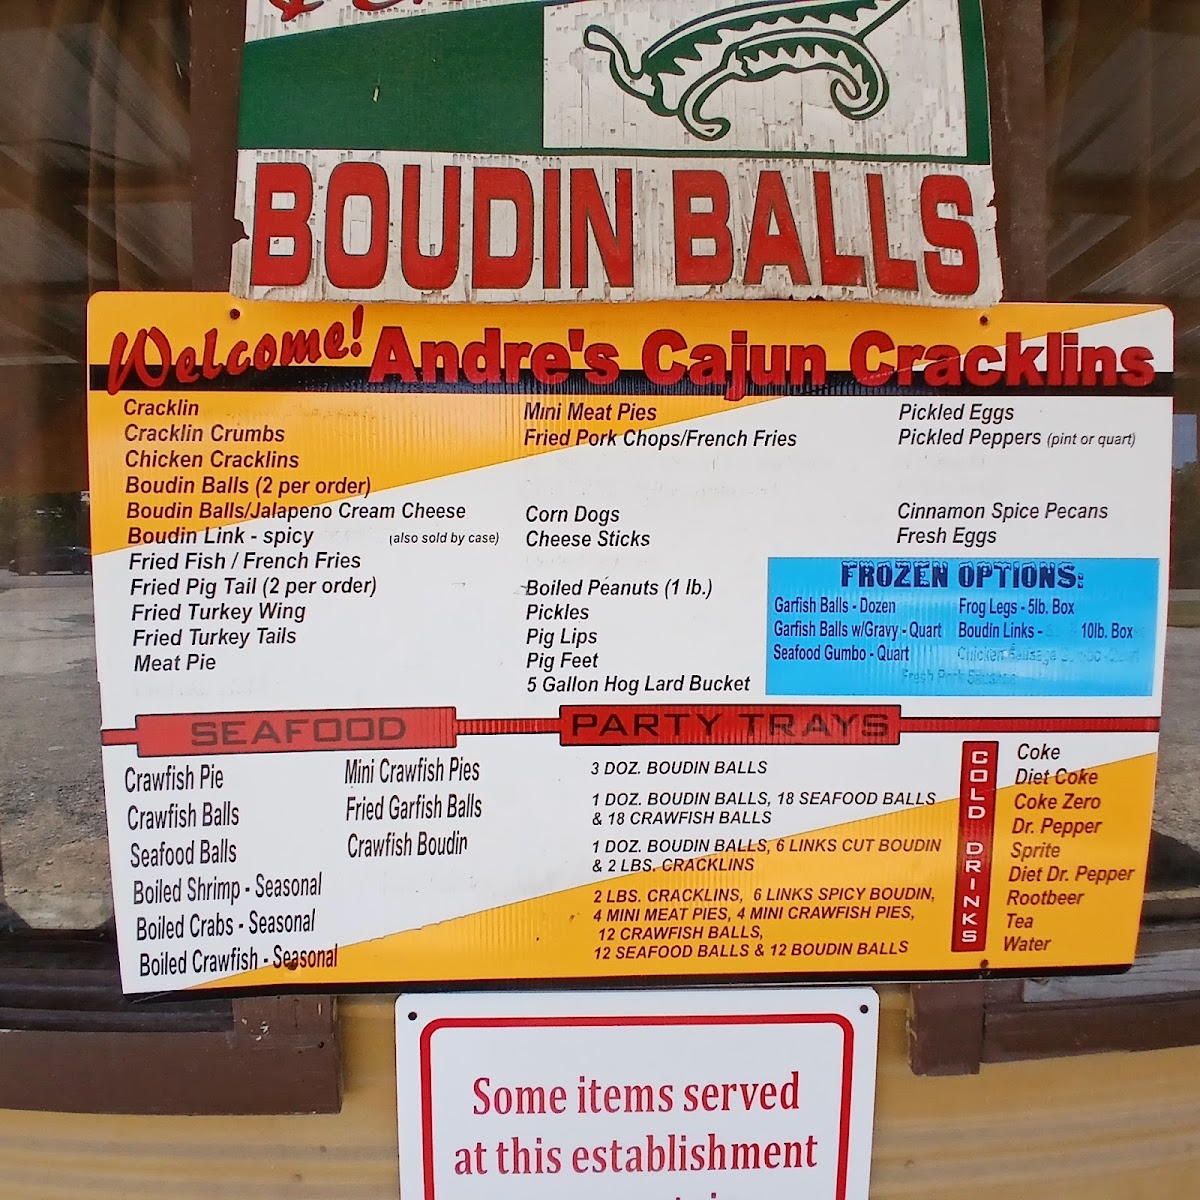 BOUDIN BALLS
Welcome! Andre's Cajun Cracklins
Cracklin
Cracklin Crumbs
Chicken Cracklins
Boudin Balls (2 per order)
Boudin Balls/Jalapeno Cream Cheese
Boudin Link - spicy (also sold by case)
Fried Fish / French Fries
Fried Pig Tail (2 per order)
Fried Turkey Wing
Fried Turkey Tails
Meat Pie
Mini Meat Pies
Fried Pork Chops/French Fries
Corn Dogs
Cheese Sticks
Boiled Peanuts (1 lb.)
Pickles
Pig Lips
Pig Feet
5 Gallon Hog Lard Bucket
Pickled Eggs
Pickled Peppers (pint or quart)
Cinnamon Spice Pecans
Fresh Eggs
FROZEN OPTIONS:
Garfish Balls - Dozen
Garfish Balls w/Gravy - Quart
Seafood Gumbo - Quart
Frog Legs - 5lb. Box
Boudin Links - 10lb. Box
SEAFOOD
Crawfish Pie
Crawfish Balls
Seafood Balls
Boiled Shrimp - Seasonal
Boiled Crabs - Seasonal
Boiled Crawfish - Seasonal
Mini Crawfish Pies
Fried Garfish Balls
Crawfish Boudin
PARTY TRAYS
3 DOZ. BOUDIN BALLS
1 DOZ. BOUDIN BALLS, 18 SEAFOOD BALLS
& 18 CRAWFISH BALLS
1 DOZ. BOUDIN BALLS, 6 LINKS CUT BOUDIN
& 2 LBS. CRACKLINS
2 LBS. CRACKLINS, 6 LINKS SPICY BOUDIN,
4 MINI MEAT PIES, 4 MINI CRAWFISH PIES,
12 CRAWFISH BALLS,
12 SEAFOOD BALLS & 12 BOUDIN BALLS
COLD DRINKS
Coke
Diet Coke
Coke Zero
Dr. Pepper
Sprite
Diet Dr. Pepper
Rootbeer
Tea
Water
Some items served
at this establishment